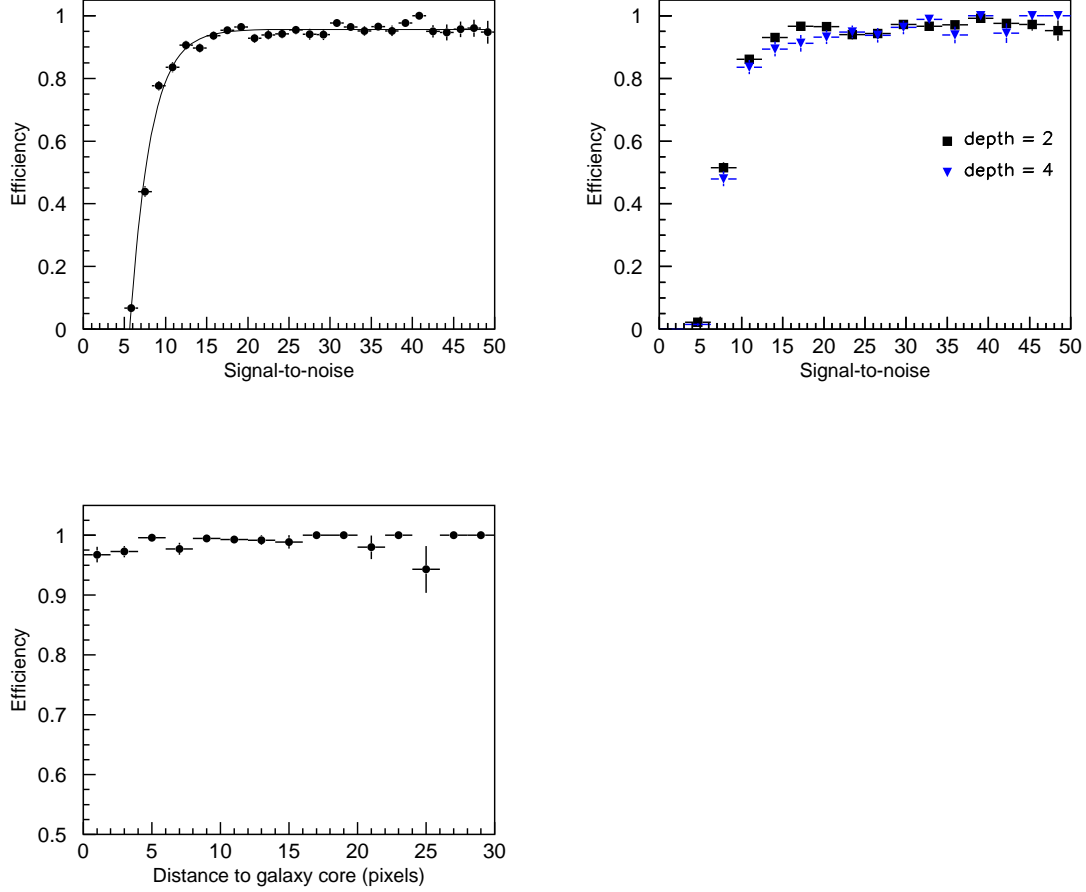 1
0.8
0.6
0.4
0.2
0
Efficiency
0 5 10 15 20 25 30 35 40 45 50
Signal-to-noise
1
0.8
0.6
0.4
0.2
0
Efficiency
depth = 2
depth = 4
0 5 10 15 20 25 30 35 40 45 50
Signal-to-noise
1
0.9
0.8
0.7
0.6
0.5
Efficiency
0 5 10 15 20 25 30
Distance to galaxy core (pixels)